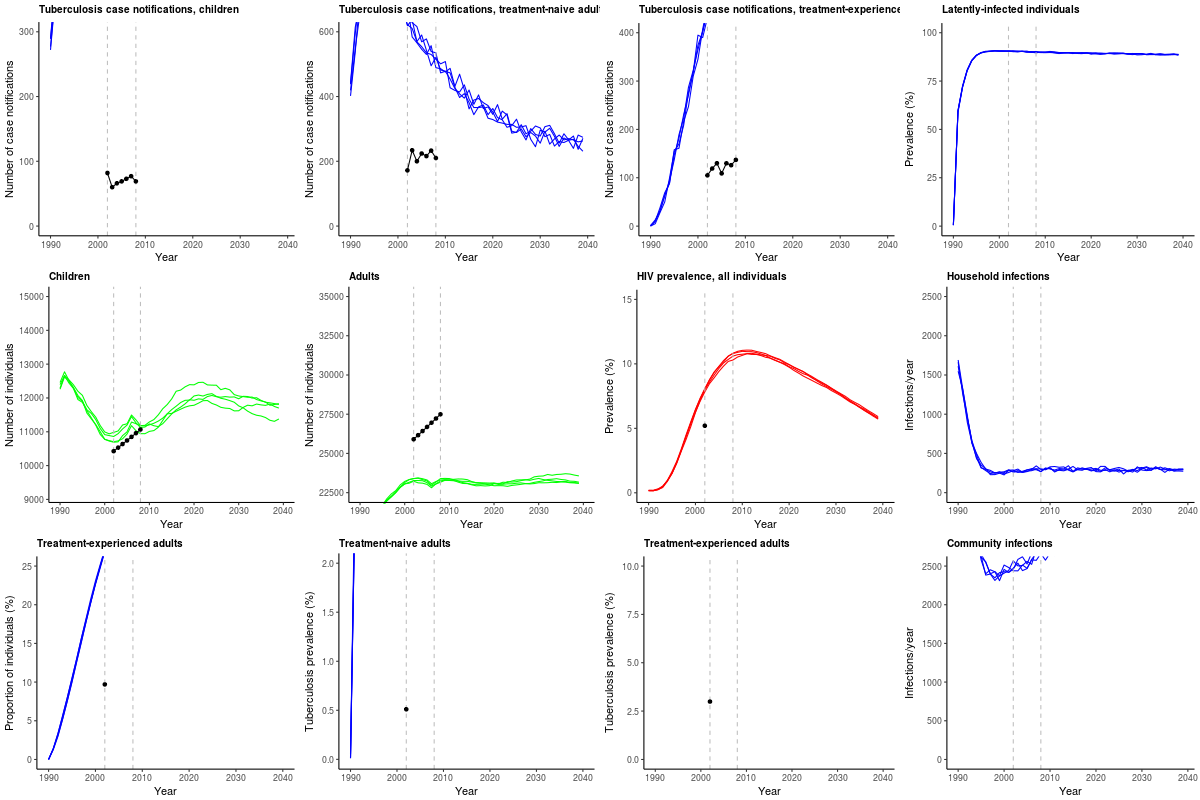 Tuberculosis case notifications, children
Number of case notifications
300
200
100
0
1990 2000 2010 2020 2030 2040
Year
Tuberculosis case notifications, treatment-naive adul
Number of case notifications
600
400
200
0
1990 2000 2010 2020 2030 2040
Year
Tuberculosis case notifications, treatment-experience
Number of case notifications
400
300
200
100
0
1990 2000 2010 2020 2030 2040
Year
Latently-infected individuals
Prevalence (%)
100
75
50
25
0
1990 2000 2010 2020 2030 2040
Year
Children
Number of individuals
15000
14000
13000
12000
11000
10000
9000
1990 2000 2010 2020 2030 2040
Year
Adults
Number of individuals
35000
32500
30000
27500
25000
22500
1990 2000 2010 2020 2030 2040
Year
HIV prevalence, all individuals
Prevalence (%)
15
10
5
0
1990 2000 2010 2020 2030 2040
Year
Household infections
Infections/year
2500
2000
1500
1000
500
0
1990 2000 2010 2020 2030 2040
Year
Treatment-experienced adults
Proportion of individuals (%)
25
20
15
10
5
0
1990 2000 2010 2020 2030 2040
Year
Treatment-naive adults
Tuberculosis prevalence (%)
2.0
1.5
1.0
0.5
0.0
1990 2000 2010 2020 2030 2040
Year
Treatment-experienced adults
Tuberculosis prevalence (%)
10.0
7.5
5.0
2.5
0.0
1990 2000 2010 2020 2030 2040
Year
Community infections
Infections/year
2500
2000
1500
1000
500
0
1990 2000 2010 2020 2030 2040
Year